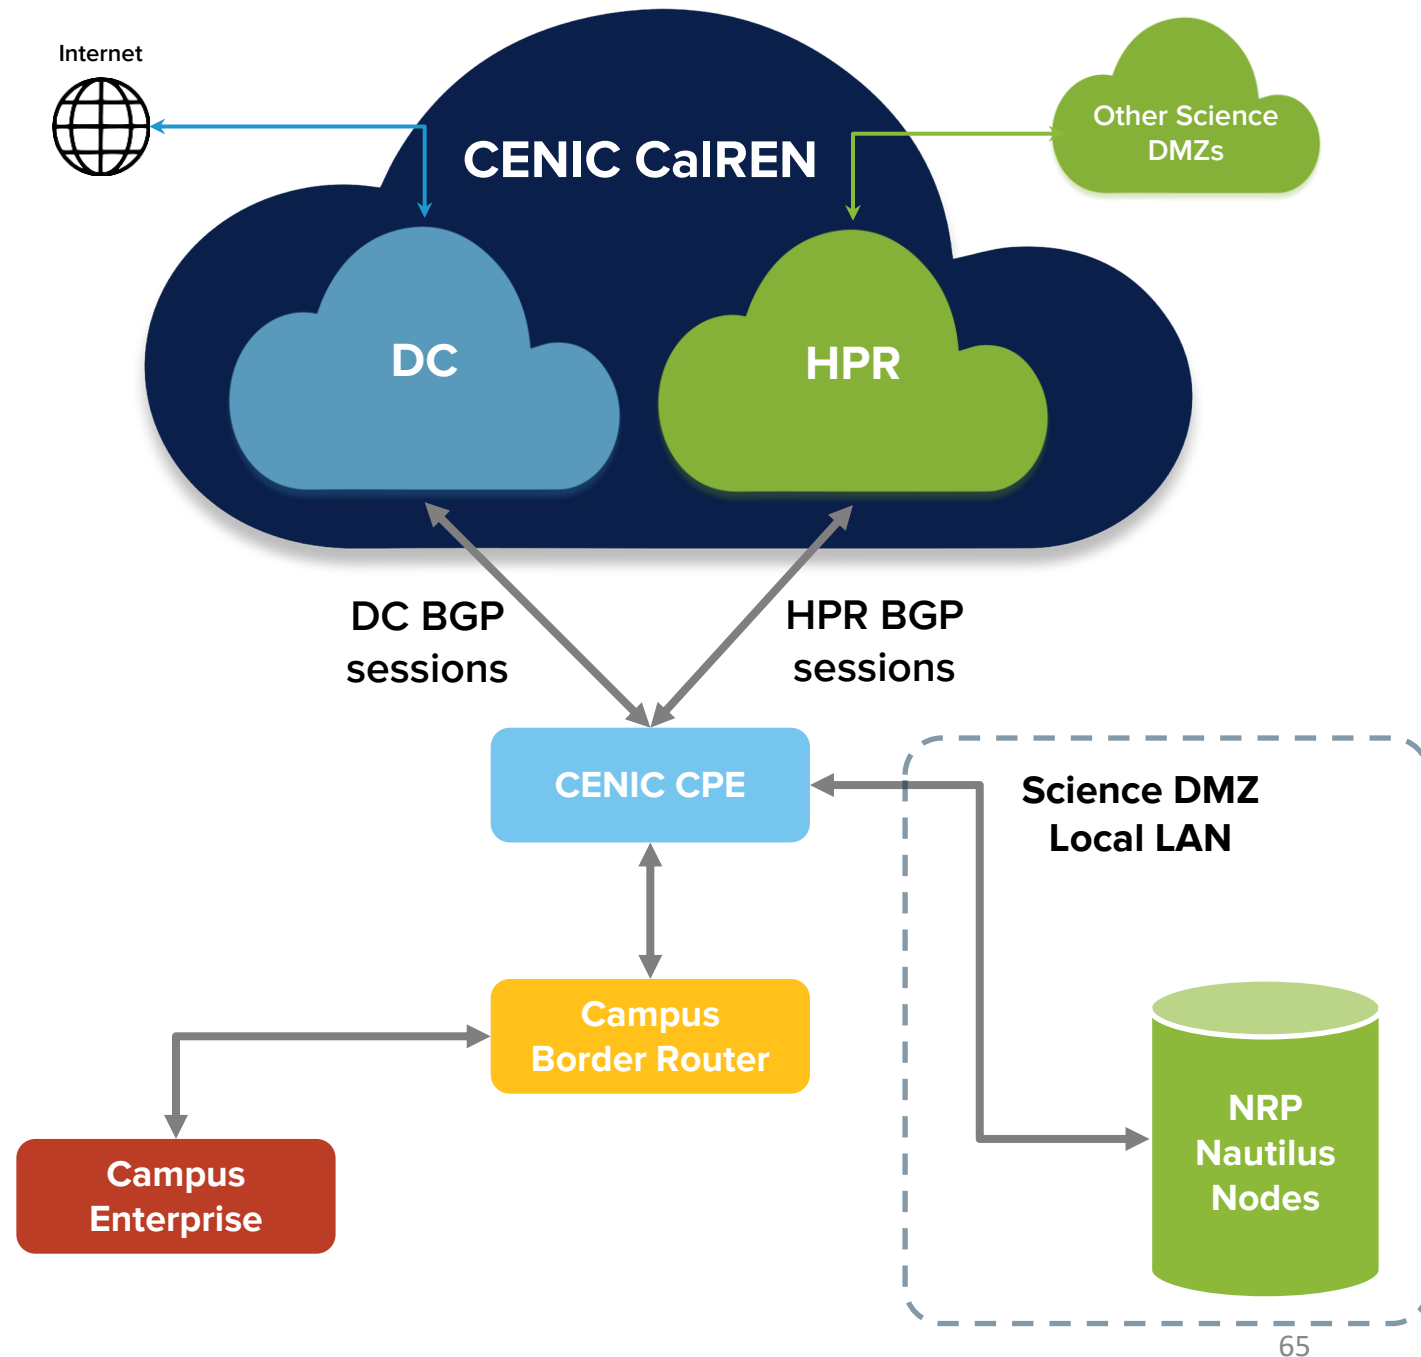 Internet
Other Science
DMZs
CENIC CalREN
DC
HPR
DC BGP
sessions
HPR BGP
sessions
CENIC CPE
Science DMZ
Local LAN
Campus
Border Router
NRP
Nautilus
Nodes
Campus
Enterprise
65